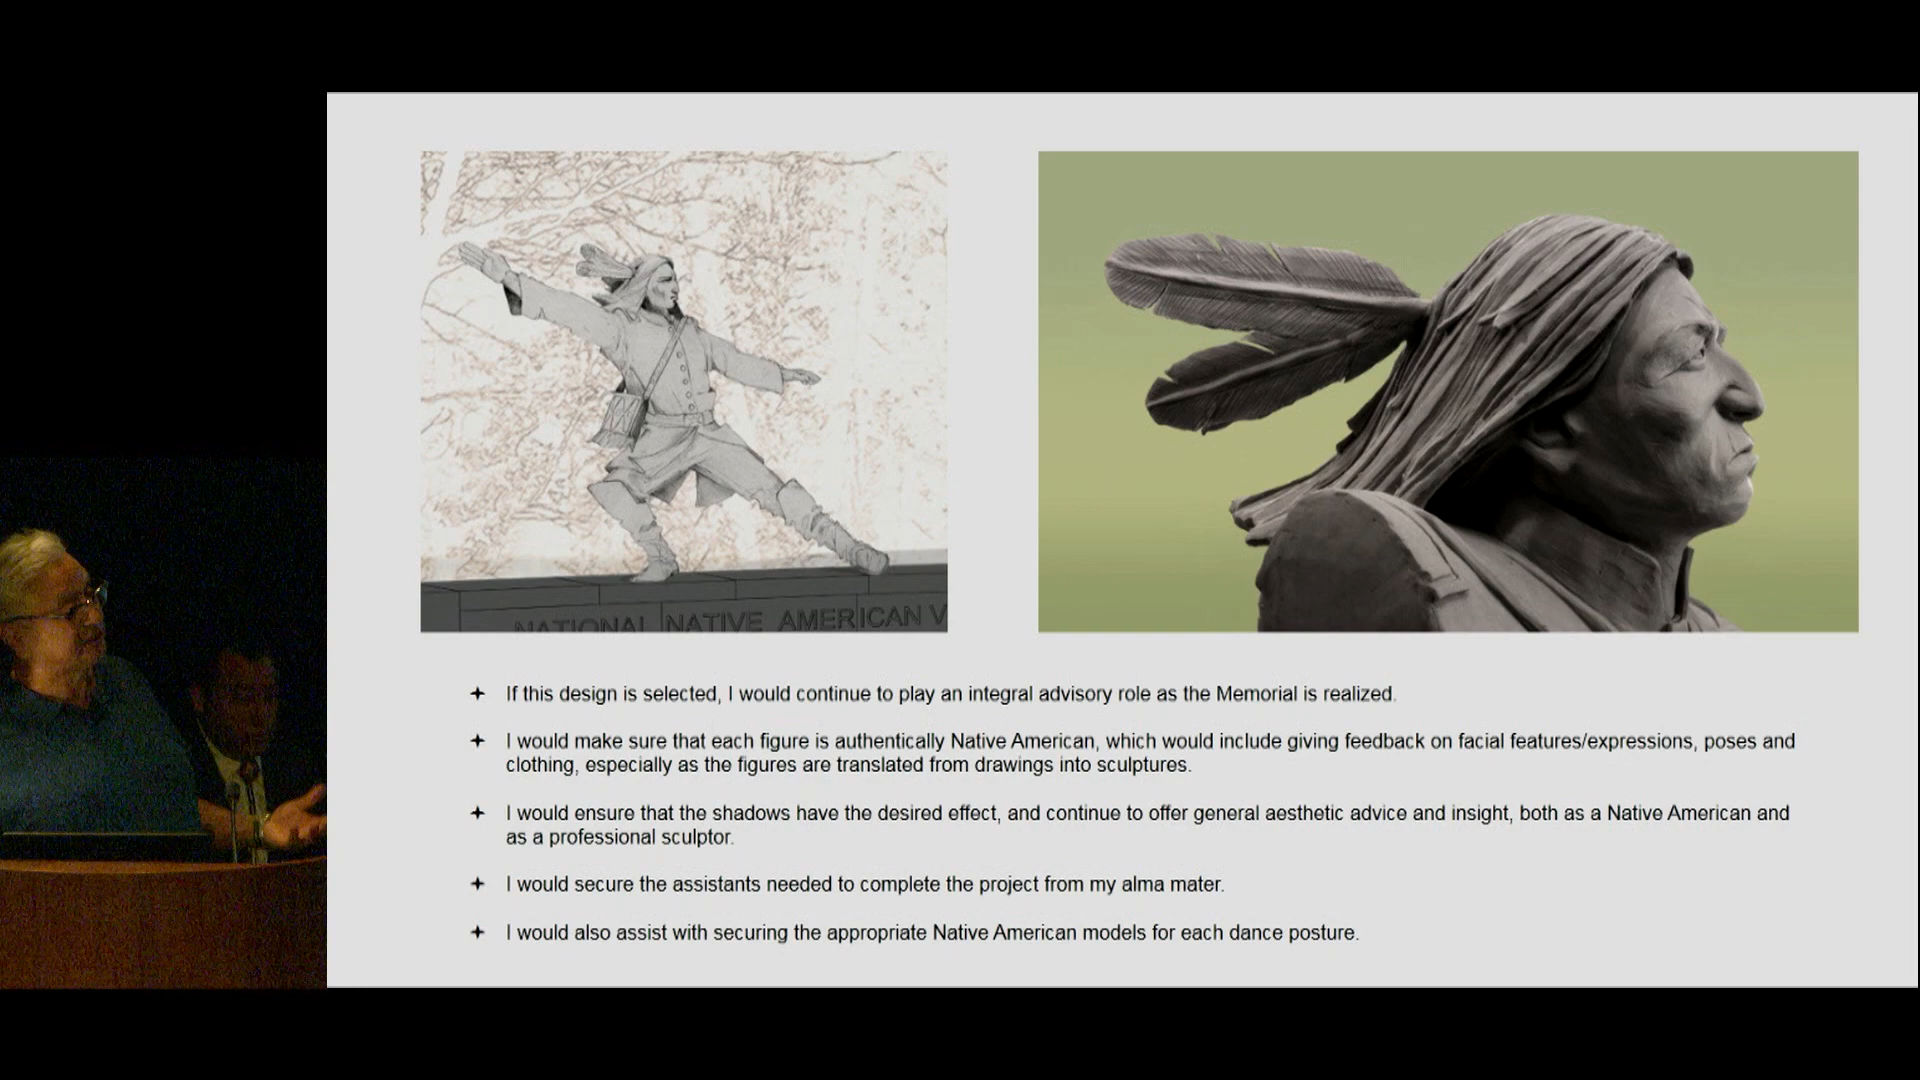 NATIONAL NATIVE AMERICAN V
If this design is selected, I would continue to play an integral advisory role as the Memorial is realized.
I would make sure that each figure is authentically Native American, which would include giving feedback on facial features/expressions, poses and
clothing, especially as the figures are translated from drawings into sculptures.
I would ensure that the shadows have the desired effect, and continue to offer general aesthetic advice and insight, both as a Native American and
as a professional sculptor.
I would secure the assistants needed to complete the project from my alma mater.
I would also assist with securing the appropriate Native American models for each dance posture.